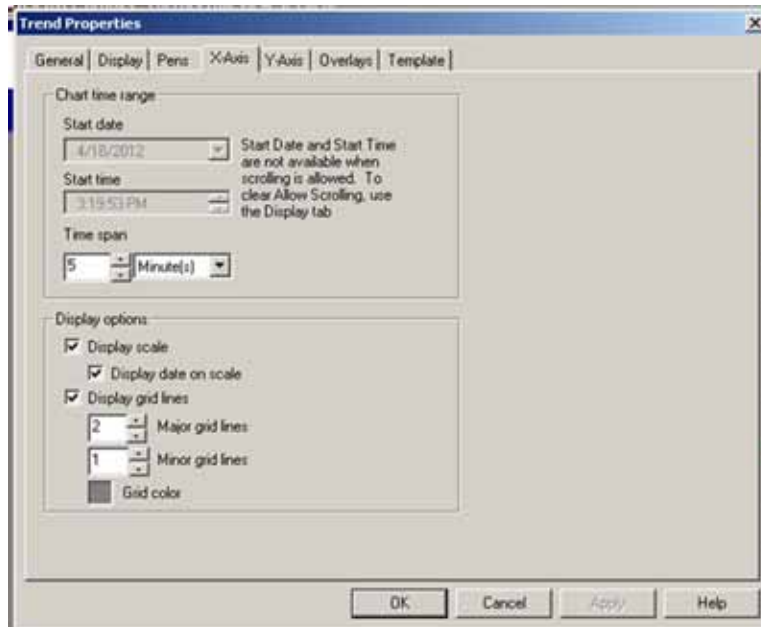 Trend Properties
General Display Pens X-Axis Y-Axis Overlays Template
Chart time range
Start date
4/18/2012
Start Date and Start Time
are not available when
scrolling is allowed. To
clear Allow Scrolling, use
the Display tab
Start time
3:19:53 PM
Time span
5 Minute(s)
Display options
Display scale
Display date on scale
Display grid lines
2 Major grid lines
1 Minor grid lines
Grid color
OK Cancel Apply Help